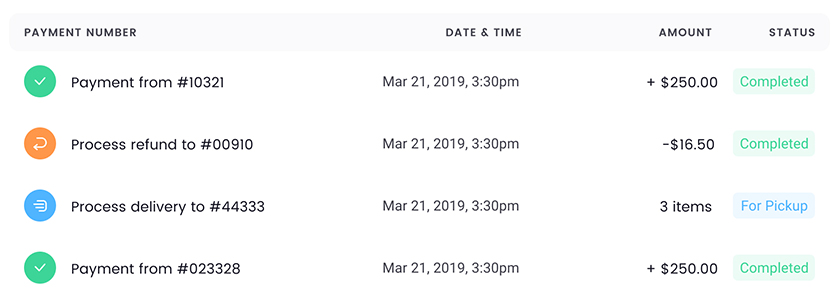 PAYMENT NUMBER DATE & TIME AMOUNT STATUS
Payment from #10321 Mar 21, 2019, 3:30pm + $250.00 Completed
Process refund to #00910 Mar 21, 2019, 3:30pm -$16.50 Completed
Process delivery to #44333 Mar 21, 2019, 3:30pm 3 items For Pickup
Payment from #023328 Mar 21, 2019, 3:30pm + $250.00 Completed